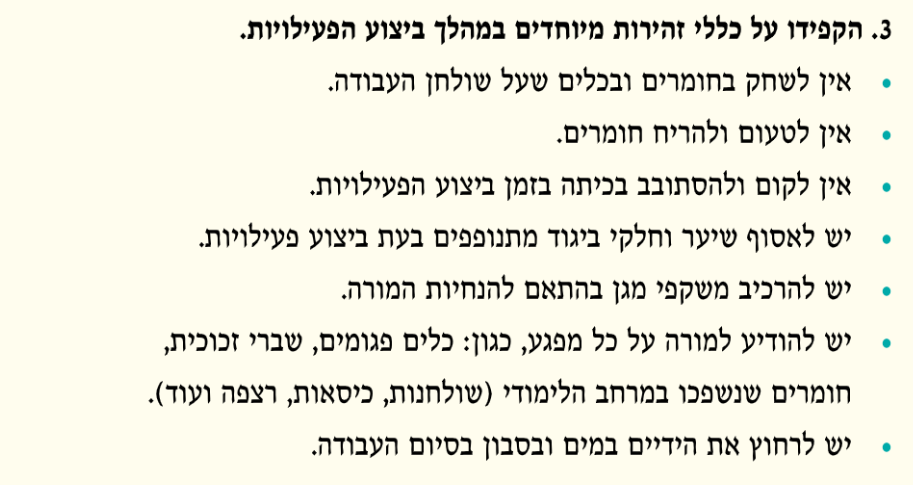 3. הקפידו על כללי זהירות מיוחדים במהלך ביצוע הפעילויות.
• אין לשחק בחומרים ובכלים שעל שולחן העבודה.
• אין לטעום ולהריח חומרים.
• אין לקום ולהסתובב בכיתה בזמן ביצוע הפעילויות.
• יש לאסוף שיער וחלקי ביגוד מתנופפים בעת ביצוע פעילויות.
• יש להרכיב משקפי מגן בהתאם להנחיות המורה.
• יש להודיע למורה על כל מפגע, כגון: כלים פגומים, שברי זכוכית,
חומרים שנשפכו במרחב הלימודי (שולחנות, כיסאות, רצפה ועוד).
• יש לרחוץ את הידיים במים ובסבון בסיום העבודה.